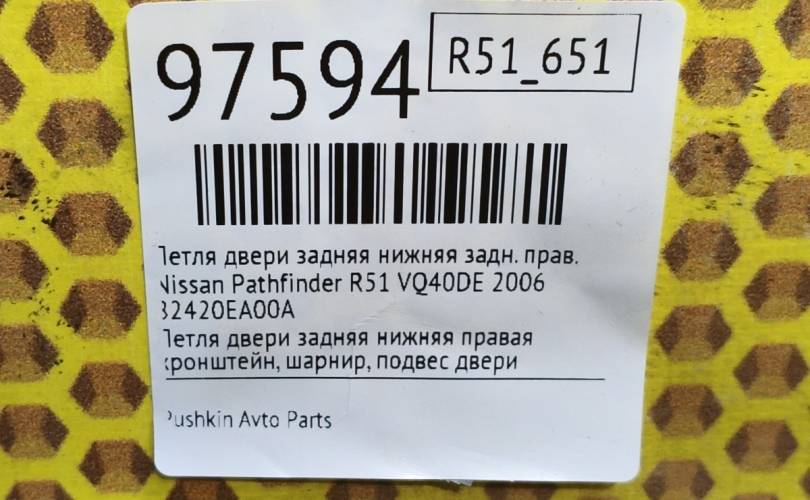 97594
R51_651
Петля двери задняя нижняя задн. прав.
Nissan Pathfinder R51 VQ40DE 2006
82420EA00A
Петля двери задняя нижняя правая
кронштейн, шарнир, подвес двери
Pushkin Avto Parts